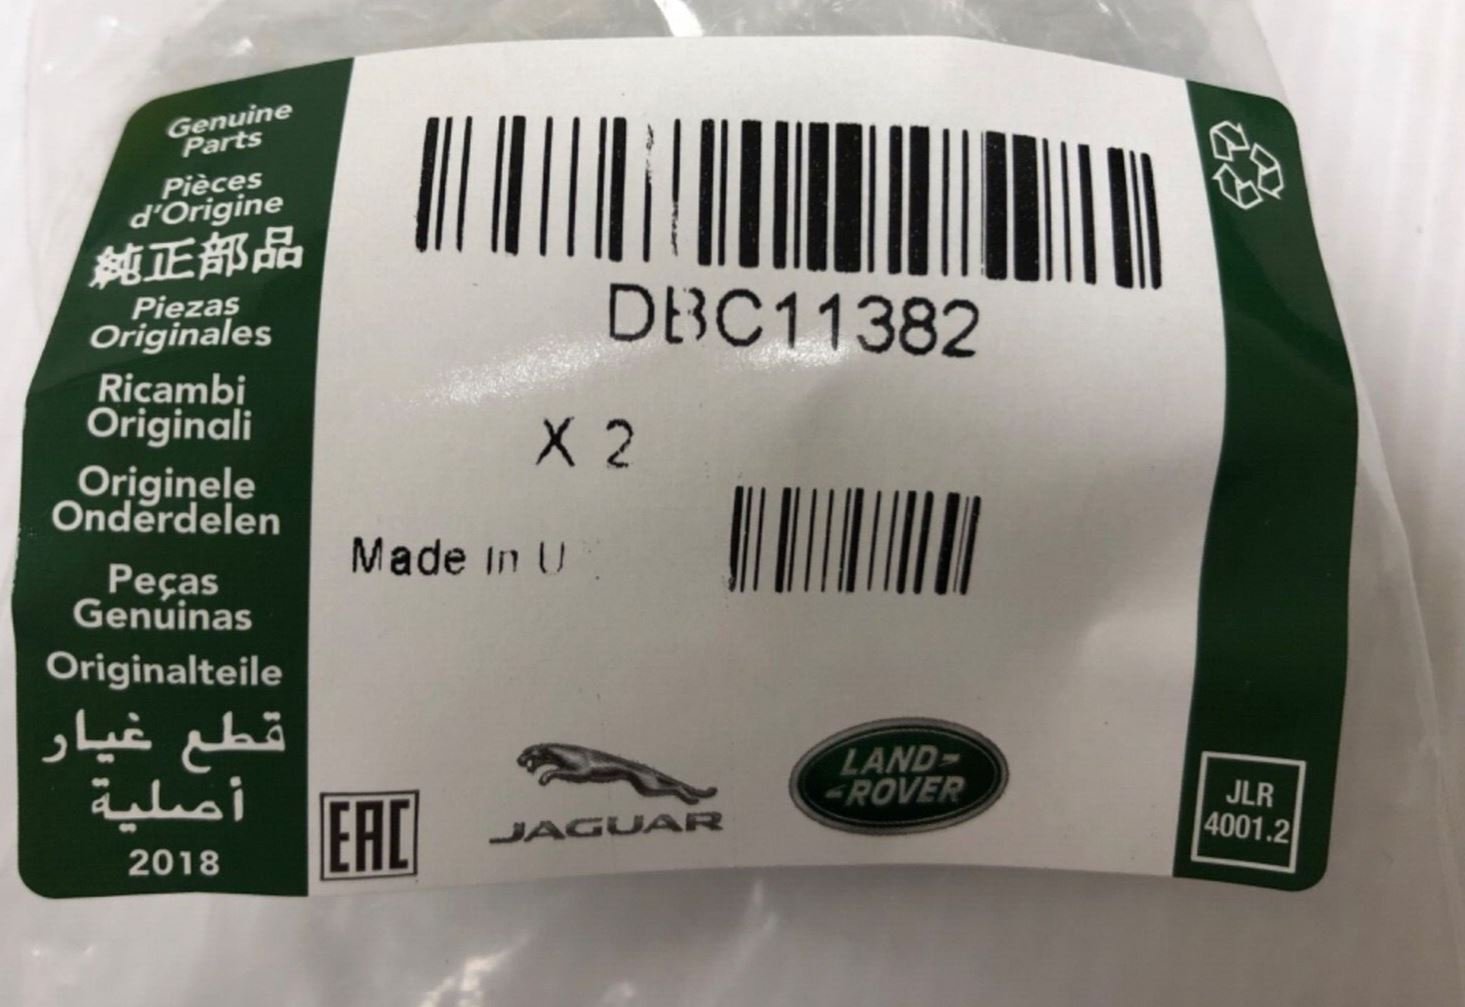 Genuine
Parts
Pièces
d'Origine
純正部品
Piezas
Originales
Ricambi
Originali
Originele
Onderdelen
Peças
Genuinas
Originalteile
قطع غيار
أصلية
2018
DBC11382
X 2
Made in U
EAC
JAGUAR
LAND-
-ROVER
JLR
4001.2